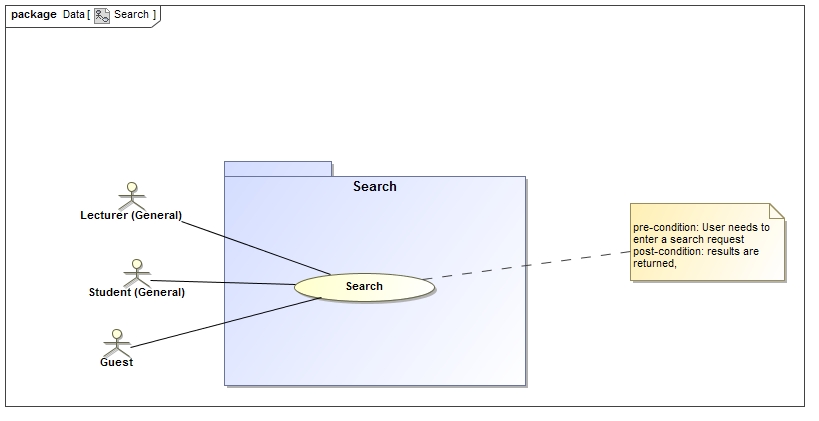 package Data [ Search ]
Search
Lecturer (General)
Student (General)
Guest
Search
pre-condition: User needs to
enter a search request
post-condition: results are
returned,